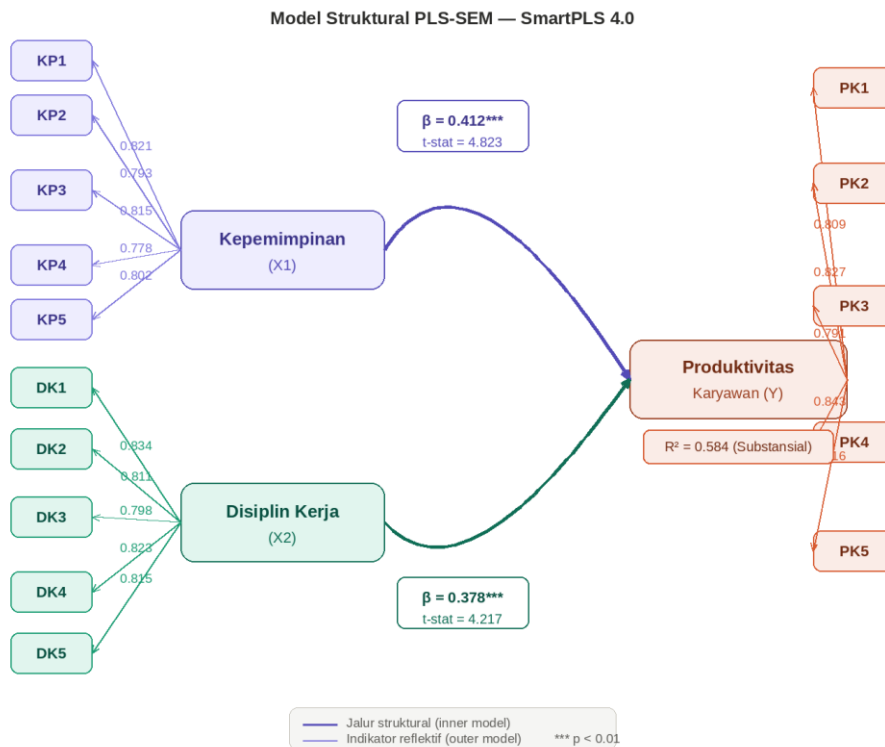 Model Struktural PLS-SEM — SmartPLS 4.0
KP1
KP2
KP3
KP4
KP5
0.821
0.793
0.815
0.778
0.802
Kepemimpinan
(X1)
β = 0.412***
t-stat = 4.823
DK1
DK2
DK3
DK4
DK5
0.834
0.811
0.798
0.823
0.815
Disiplin Kerja
(X2)
β = 0.378***
t-stat = 4.217
Produktivitas
Karyawan (Y)
R² = 0.584 (Substansial)
PK1
PK2
PK3
PK4
PK5
0.809
0.827
0.791
0.843
16
Jalur struktural (inner model)
Indikator reflektif (outer model)
*** p < 0.01